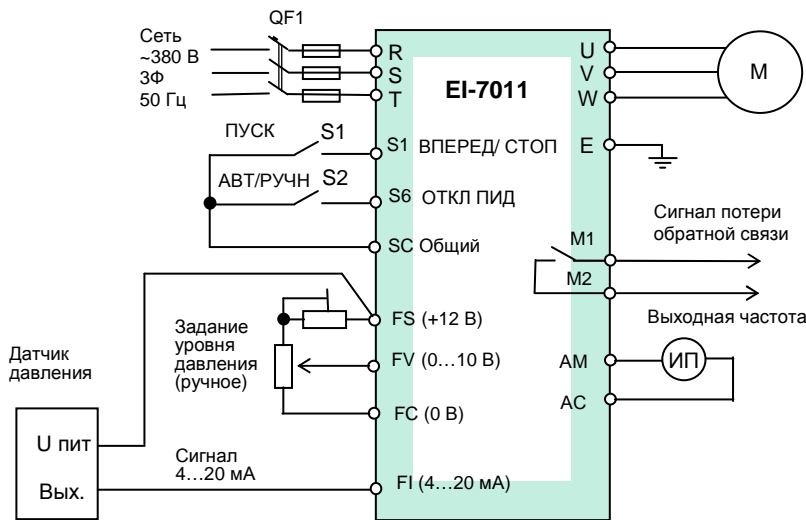 QF1
Сеть
~380 В
3Ф
50 Гц
R
S
T
EI-7011
U
V
W
М
ПУСК
S1
S1 ВПЕРЕД/ СТОП
E
АВТ/РУЧН
S2
S6 ОТКЛ ПИД
SC Общий
M1
M2
Сигнал потери
обратной связи
Выходная частота
Задание
уровня
давления
(ручное)
FS (+12 В)
FV (0...10 В)
FC (0 В)
AM
AC
ИП
Датчик
давления
U пит
Вых.
Сигнал
4...20 мА
FI (4...20 мА)